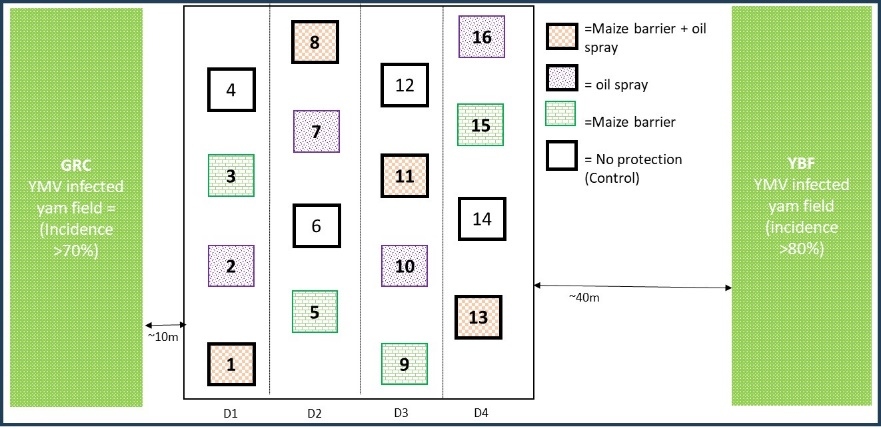 8
16
4
12
7
15
3
11
6
14
2
10
5
13
1
9
D1
D2
D3
D4
GRC
YMV infected
yam field =
(Incidence
>70%)
~10m
=Maize barrier + oil
spray
= oil spray
=Maize barrier
= No protection
(Control)
~40m
YBF
YMV infected
yam field
(incidence
>80%)